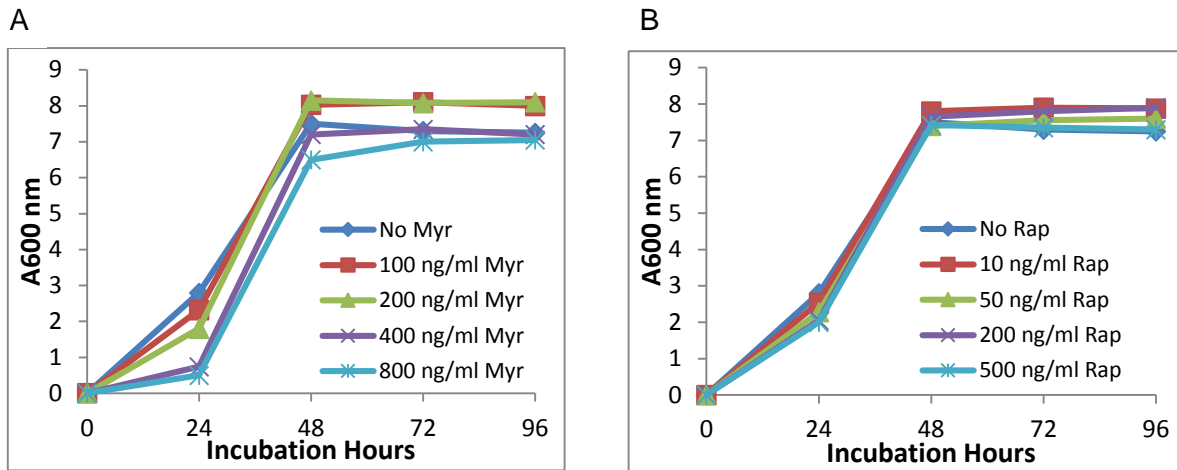 A
9
8
7
6
5
4
3
2
1
0
A600 nm
No Myr
100 ng/ml Myr
200 ng/ml Myr
400 ng/ml Myr
800 ng/ml Myr
0 24 48 72 96
Incubation Hours
B
9
8
7
6
5
4
3
2
1
0
A600 nm
No Rap
10 ng/ml Rap
50 ng/ml Rap
200 ng/ml Rap
500 ng/ml Rap
0 24 48 72 96
Incubation Hours